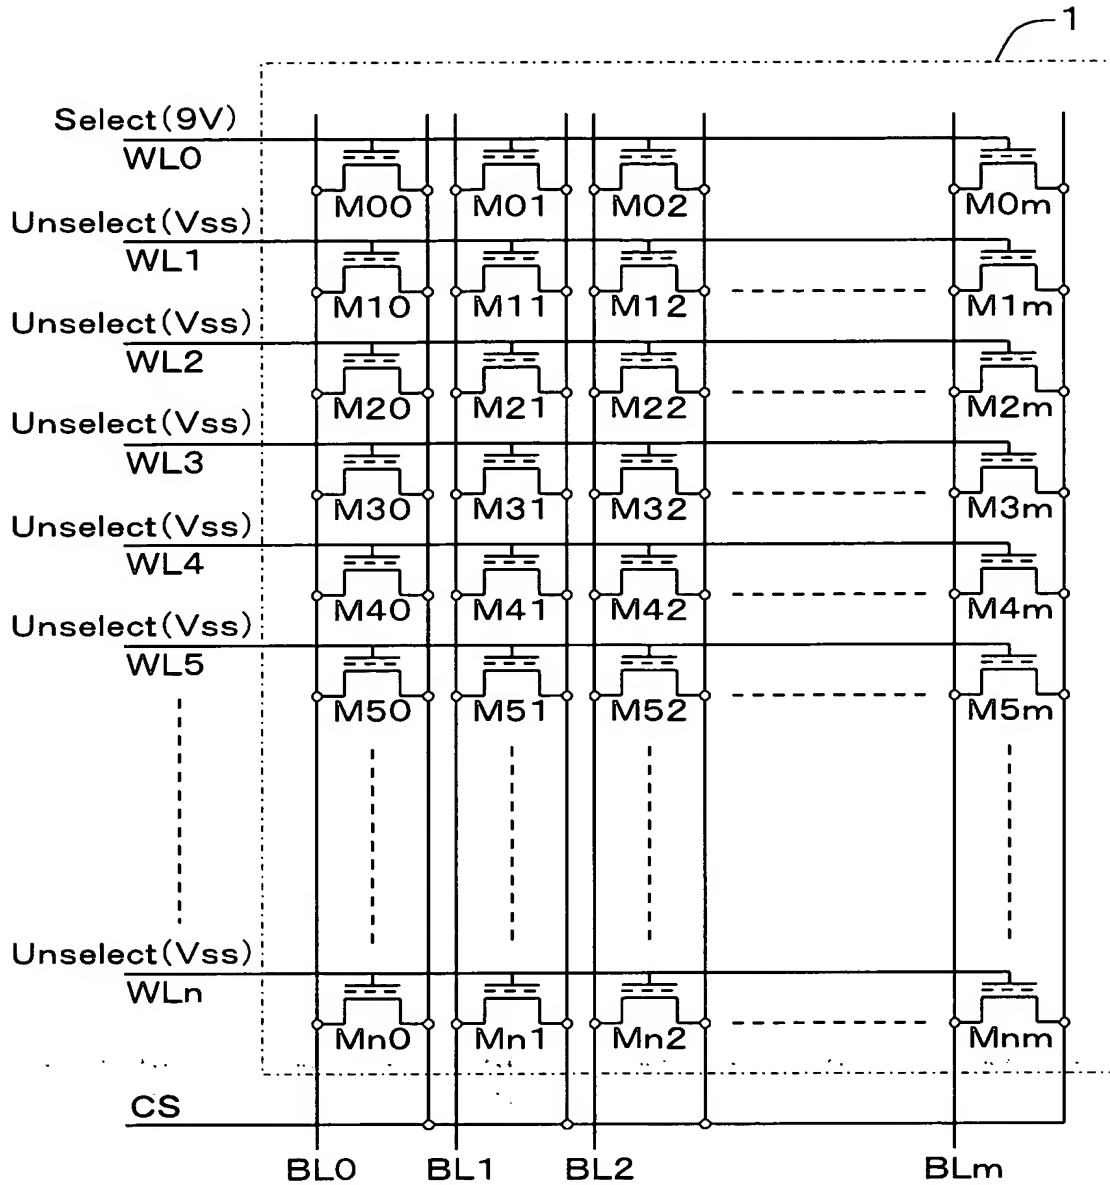 1
Select(9V)
WL0
M00 M01 M02 M0m
Unselect(Vss)
WL1
M10 M11 M12 M1m
Unselect(Vss)
WL2
M20 M21 M22 M2m
Unselect(Vss)
WL3
M30 M31 M32 M3m
Unselect(Vss)
WL4
M40 M41 M42 M4m
Unselect(Vss)
WL5
M50 M51 M52 M5m
Unselect(Vss)
WLn
Mn0 Mn1 Mn2 Mnm
CS
BL0 BL1 BL2 BLm